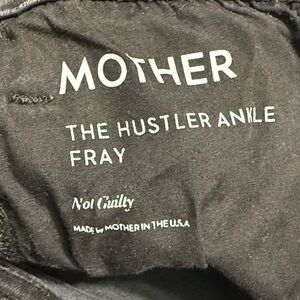 MOTHER
THE HUSTLER ANKLE
FRAY
Not Guilty
MADE by MOTHER IN THE U.S.A